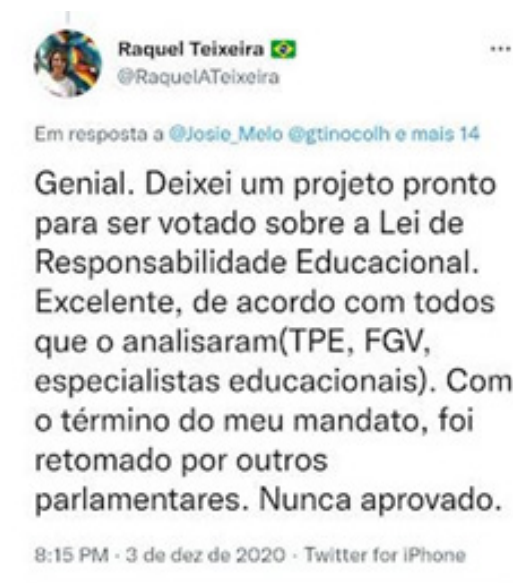 Raquel Teixeira 🇧🇷
@RaquelATeixeira
Em resposta a @Josie_Melo @gtinocolh e mais 14
Genial. Deixei um projeto pronto
para ser votado sobre a Lei de
Responsabilidade Educacional.
Excelente, de acordo com todos
que o analisaram(TPE, FGV,
especialistas educacionais). Com
o término do meu mandato, foi
retomado por outros
parlamentares. Nunca aprovado.
8:15 PM · 3 de dez de 2020 · Twitter for iPhone